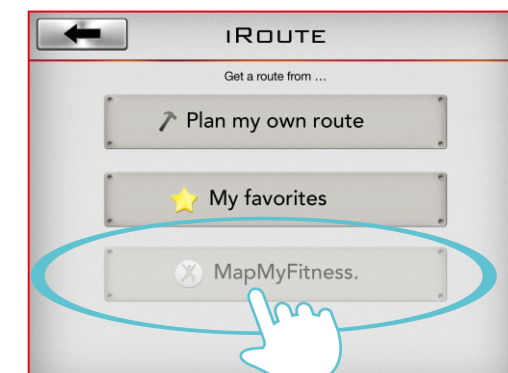 IROUTE
Get a route from ...
Plan my own route
My favorites
MapMyFitness.